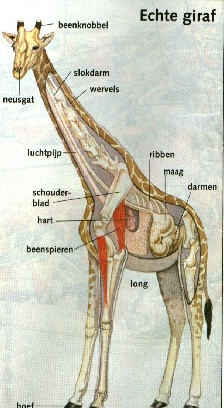 Echte giraf
beenknobbel
slokdarm
wervels
neusgat
luchtpijp
ribben
maag
darmen
schouder-
blad
hart
beenspieren
long
hoef